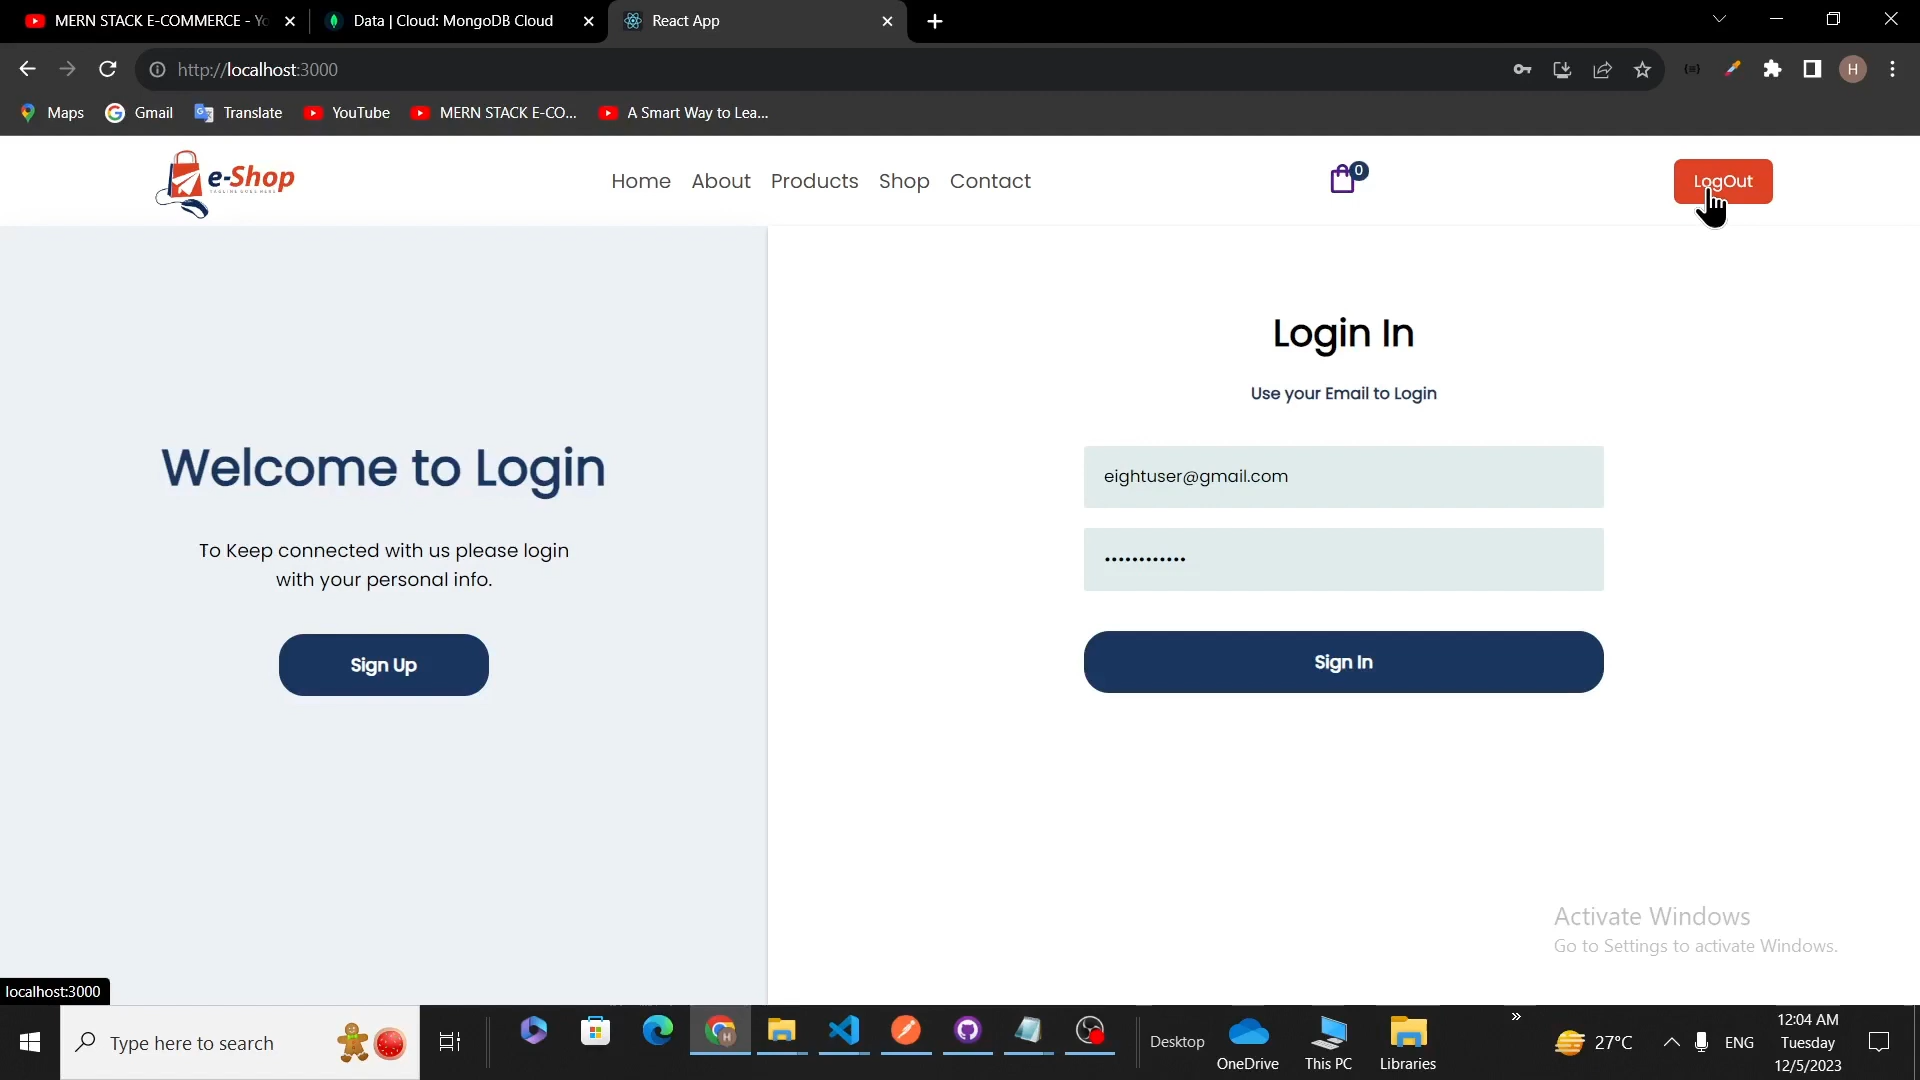 MERN STACK E-COMMERCE - Yo
Data | Cloud: MongoDB Cloud
React App
http://localhost:3000
H
Maps
Gmail
Translate
YouTube
MERN STACK E-CO...
A Smart Way to Lea...
e-Shop
Home
About
Products
Shop
Contact
0
LogOut
Login In
Use your Email to Login
eightuser@gmail.com
Welcome to Login
To Keep connected with us please login
with your personal info.
Sign Up
Sign In
Activate Windows
Go to Settings to activate Windows.
localhost:3000
Type here to search
H
Desktop
OneDrive
This PC
Libraries
27°C
ENG
12:04 AM
Tuesday
12/5/2023